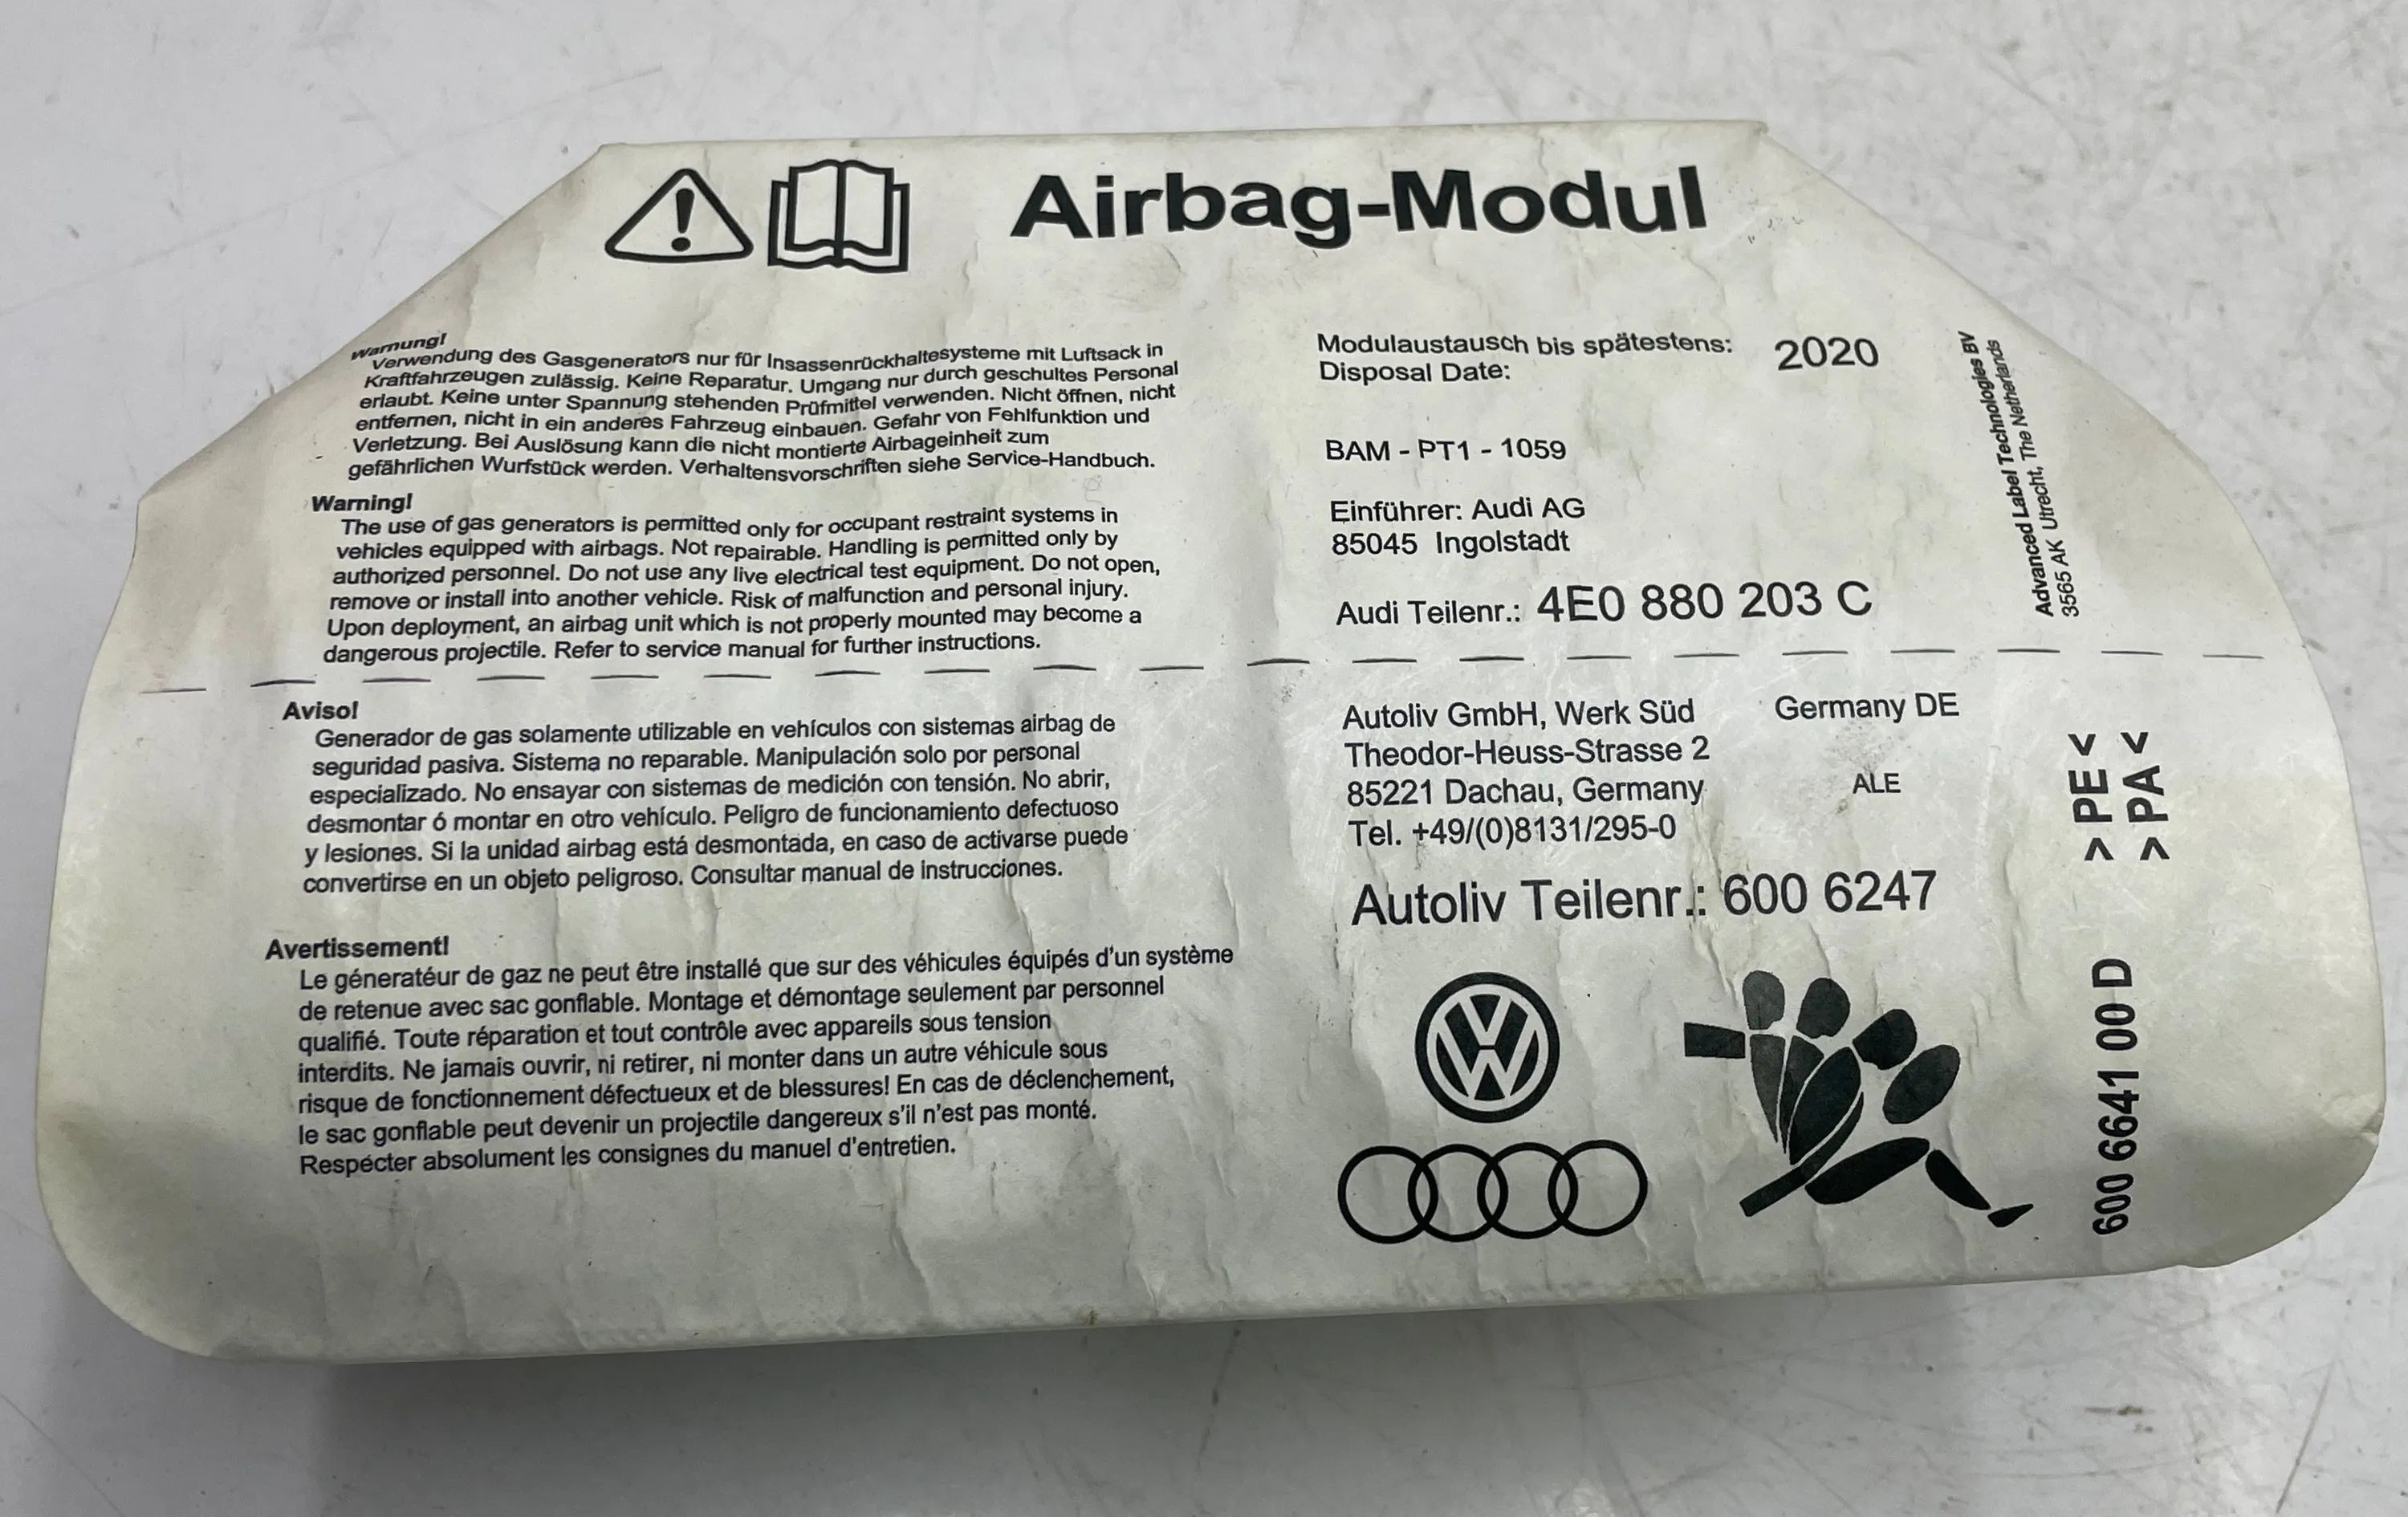 Airbag-Modul
Warnung!
Verwendung des Gasgenerators nur für Insassenrückhaltesysteme mit Luftsack in
Kraftfahrzeugen zulässig. Keine Reparatur. Umgang nur durch geschultes Personal
erlaubt. Keine unter Spannung stehenden Prüfmittel verwenden. Nicht öffnen, nicht
entfernen, nicht in ein anderes Fahrzeug einbauen. Gefahr von Fehlfunktion und
Verletzung. Bei Auslösung kann die nicht montierte Airbageinheit zum
gefährlichen Wurfstück werden. Verhaltensvorschriften siehe Service-Handbuch.
Warning!
The use of gas generators is permitted only for occupant restraint systems in
vehicles equipped with airbags. Not repairable. Handling is permitted only by
authorized personnel. Do not use any live electrical test equipment. Do not open,
remove or install into another vehicle. Risk of malfunction and personal injury.
Upon deployment, an airbag unit which is not properly mounted may become a
dangerous projectile. Refer to service manual for further instructions.
Aviso!
Generador de gas solamente utilizable en vehículos con sistemas airbag de
seguridad pasiva. Sistema no reparable. Manipulación solo por personal
especializado. No ensayar con sistemas de medición con tensión. No abrir,
desmontar ó montar en otro vehículo. Peligro de funcionamiento defectuoso
y lesiones. Si la unidad airbag está desmontada, en caso de activarse puede
convertirse en un objeto peligroso. Consultar manual de instrucciones.
Avertissement!
Le géneratéur de gaz ne peut être installé que sur des véhicules équipés d'un système
de retenue avec sac gonflable. Montage et démontage seulement par personnel
qualifié. Toute réparation et tout contrôle avec appareils sous tension
interdits. Ne jamais ouvrir, ni retirer, ni monter dans un autre véhicule sous
risque de fonctionnement défectueux et de blessures! En cas de déclenchement,
le sac gonflable peut devenir un projectile dangereux s'il n'est pas monté.
Respécter absolument les consignes du manuel d'entretien.
Modulaustausch bis spätestens: 2020
Disposal Date:
BAM - PT1 - 1059
Einführer: Audi AG
85045 Ingolstadt
Audi Teilenr.: 4E0 880 203 C
Autoliv GmbH, Werk Süd Germany DE
Theodor-Heuss-Strasse 2
85221 Dachau, Germany ALE
Tel. +49/(0)8131/295-0
Autoliv Teilenr.: 600 6247
VW
Advanced Label Technologies BV
3565 AK Utrecht, The Netherlands
>PE<
>PA<
600 6641 00 D